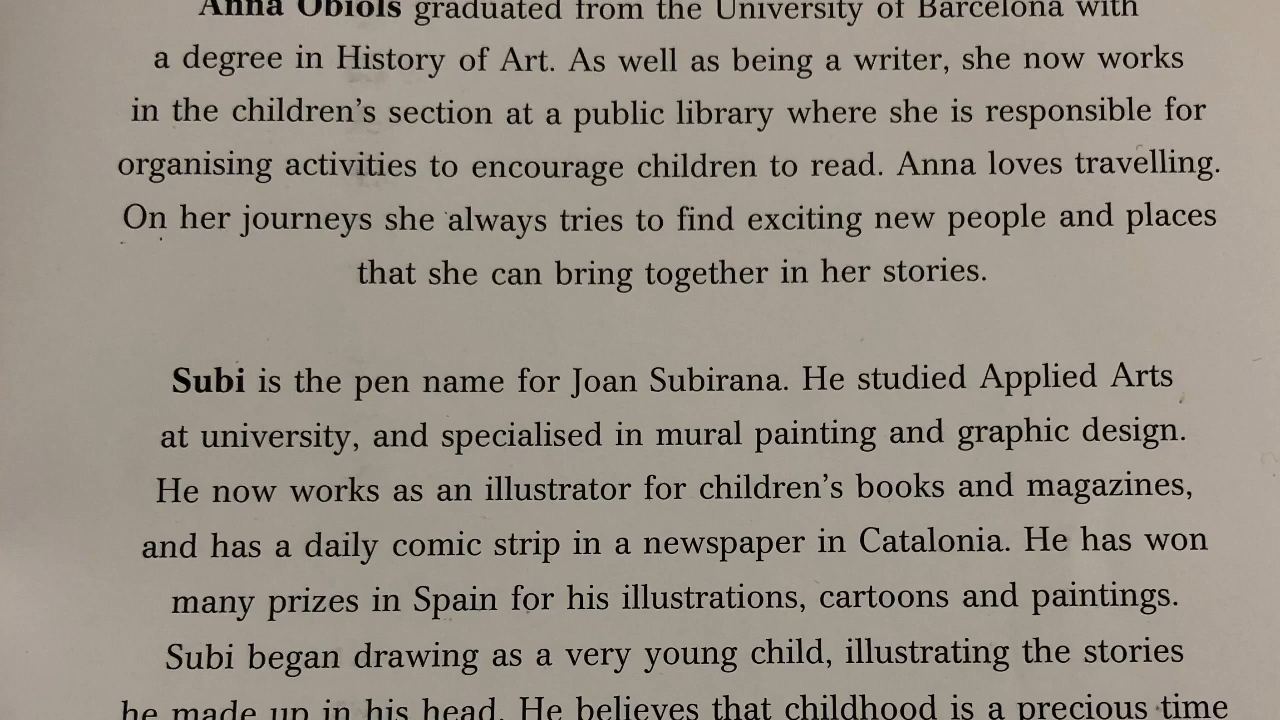 Anna Obiols graduated from the University of Barcelona with
a degree in History of Art. As well as being a writer, she now works
in the children's section at a public library where she is responsible for
organising activities to encourage children to read. Anna loves travelling.
On her journeys she always tries to find exciting new people and places
that she can bring together in her stories.
Subi is the pen name for Joan Subirana. He studied Applied Arts
at university, and specialised in mural painting and graphic design.
He now works as an illustrator for children's books and magazines,
and has a daily comic strip in a newspaper in Catalonia. He has won
many prizes in Spain for his illustrations, cartoons and paintings.
Subi began drawing as a very young child, illustrating the stories
he made up in his head. He believes that childhood is a precious time